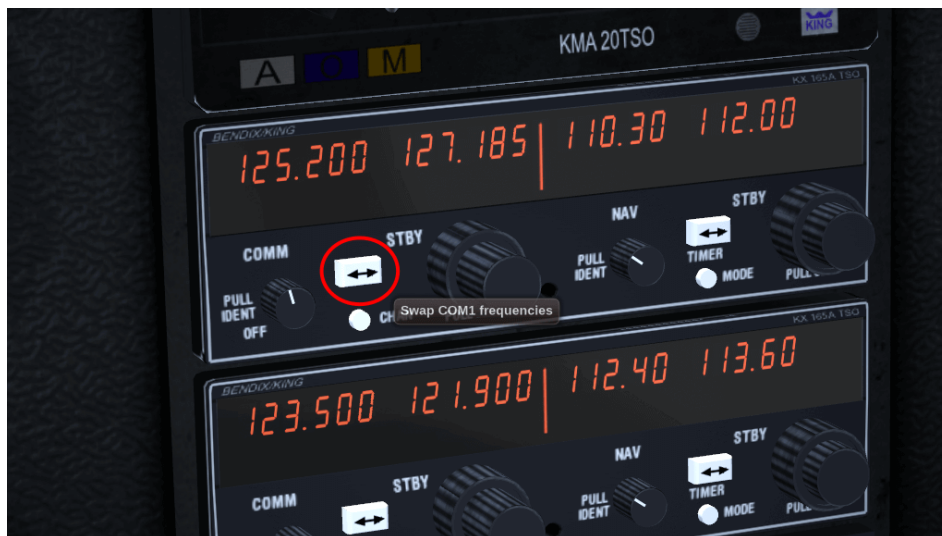 KING
KMA 20TSO
A M
KX 165A TSO
BENDIX/KING
125.200 127.185 110.30 112.00
COMM STBY NAV STBY
PULL IDENT OFF
PULL IDENT
TIMER
MODE
Swap COM1 frequencies
KX 165A TSO
BENDIX/KING
123.500 121.900 112.40 113.60
COMM STBY NAV STBY
PULL IDENT
TIMER
MODE